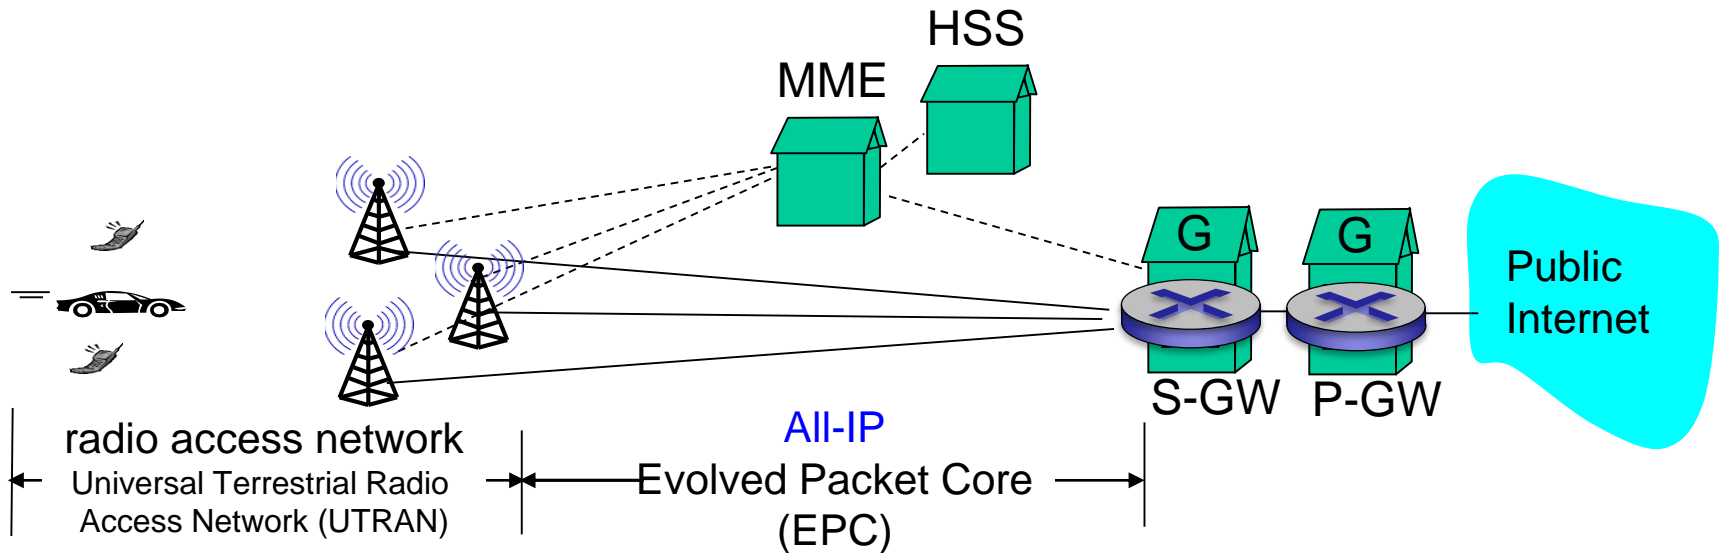 HSS
MME
G
G
Public
Internet
S-GW
P-GW
radio access network
Universal Terrestrial Radio
Access Network (UTRAN)
All-IP
Evolved Packet Core
(EPC)